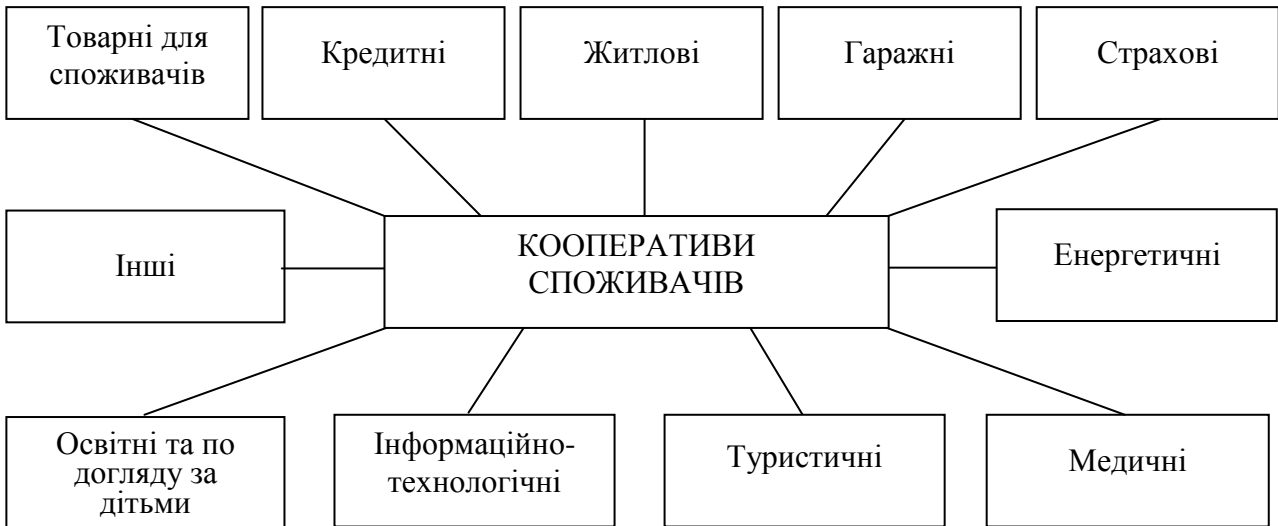 Товарні для
споживачів
Кредитні
Житлові
Гаражні
Страхові
Інші
КООПЕРАТИВИ
СПОЖИВАЧІВ
Енергетичні
Освітні та по
догляду за
дітьми
Інформаційно-
технологічні
Туристичні
Медичні